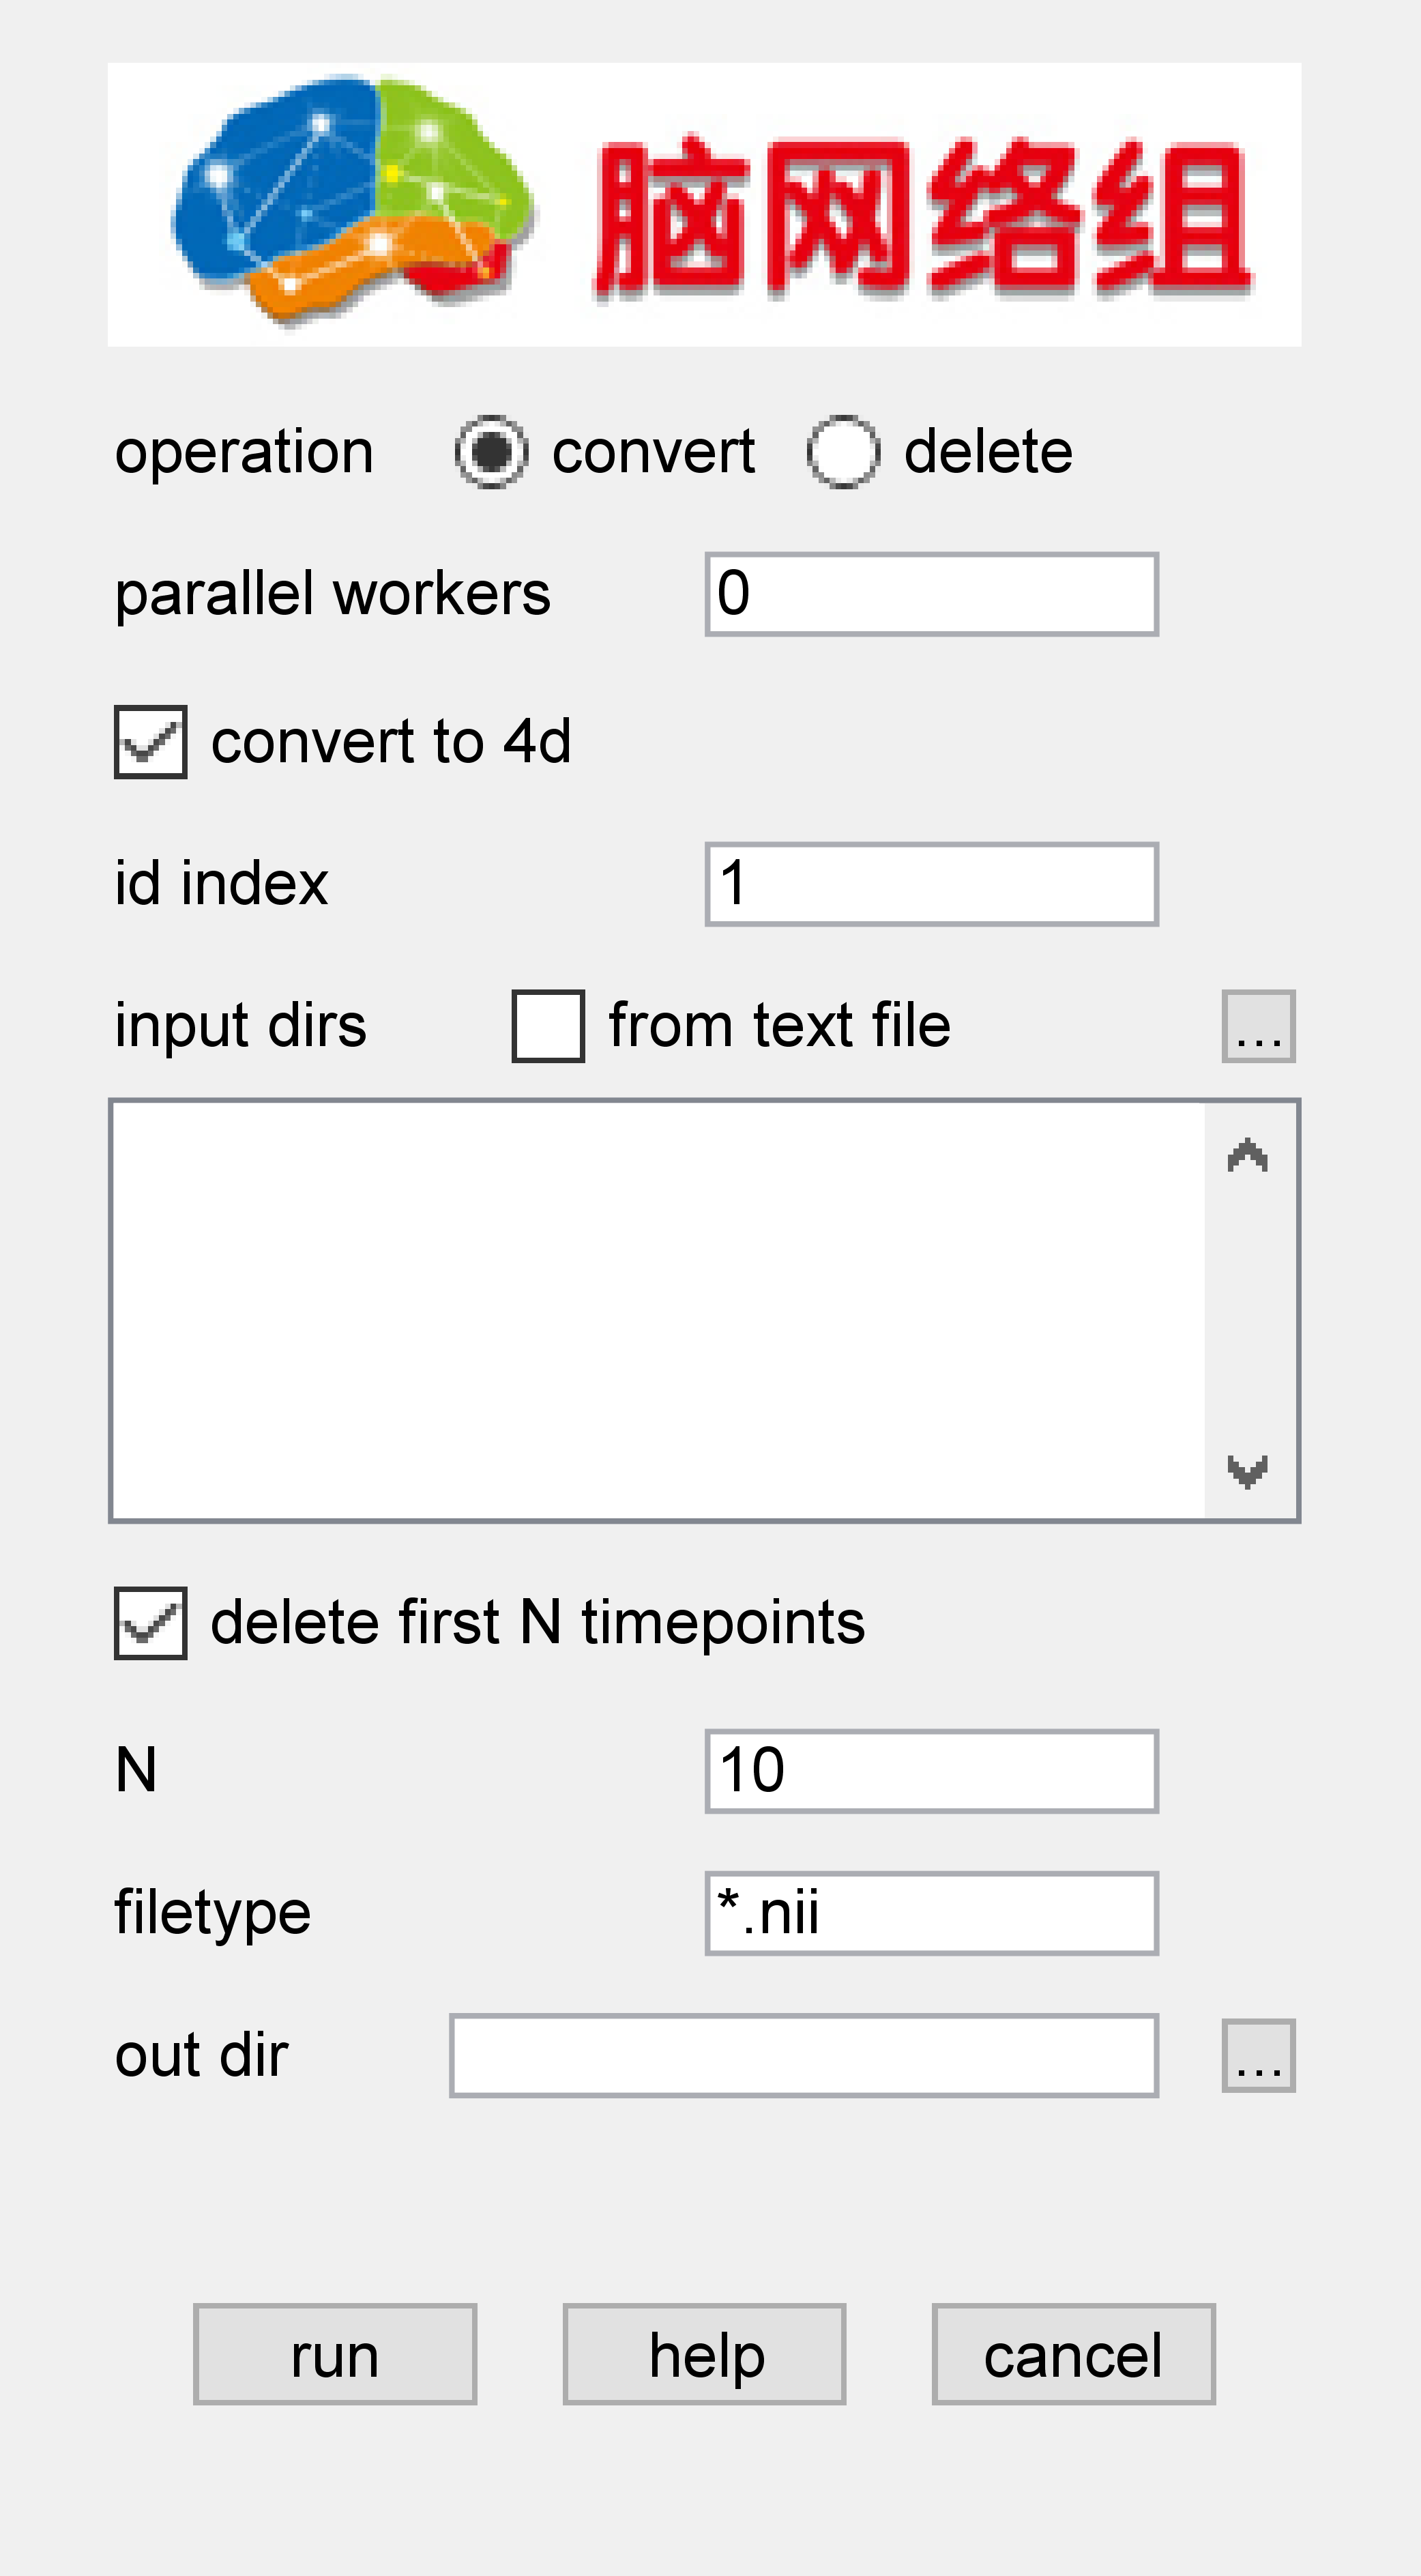 脑网络组
operation convert delete
parallel workers 0
convert to 4d
id index 1
input dirs from text file ...
delete first N timepoints
N 10
filetype *.nii
out dir ...
run help cancel